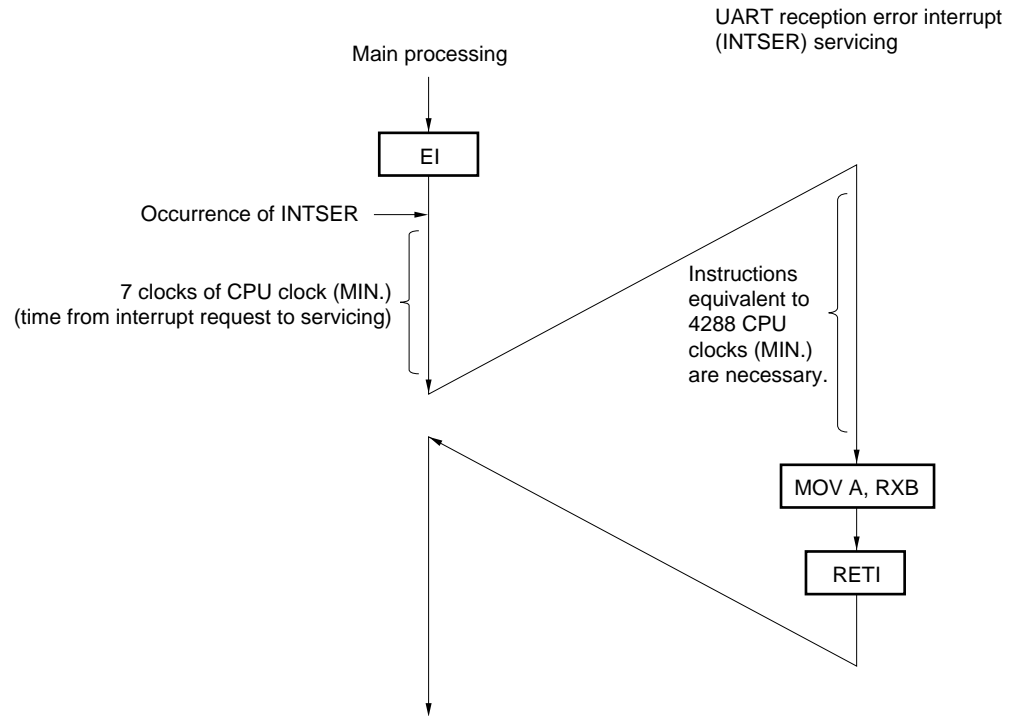 UART reception error interrupt
(INTSER) servicing
Main processing
EI
Occurrence of INTSER
7 clocks of CPU clock (MIN.)
(time from interrupt request to servicing)
Instructions
equivalent to
4288 CPU
clocks (MIN.)
are necessary.
MOV A, RXB
RETI